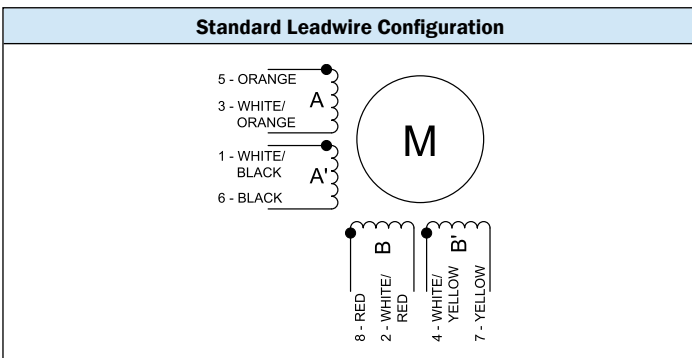 Standard Leadwire Configuration
5 - ORANGE
3 - WHITE/
ORANGE
A
1 - WHITE/
BLACK
6 - BLACK
A'
M
B
B'
8 - RED
2 - WHITE/
RED
4 - WHITE/
YELLOW
7 - YELLOW